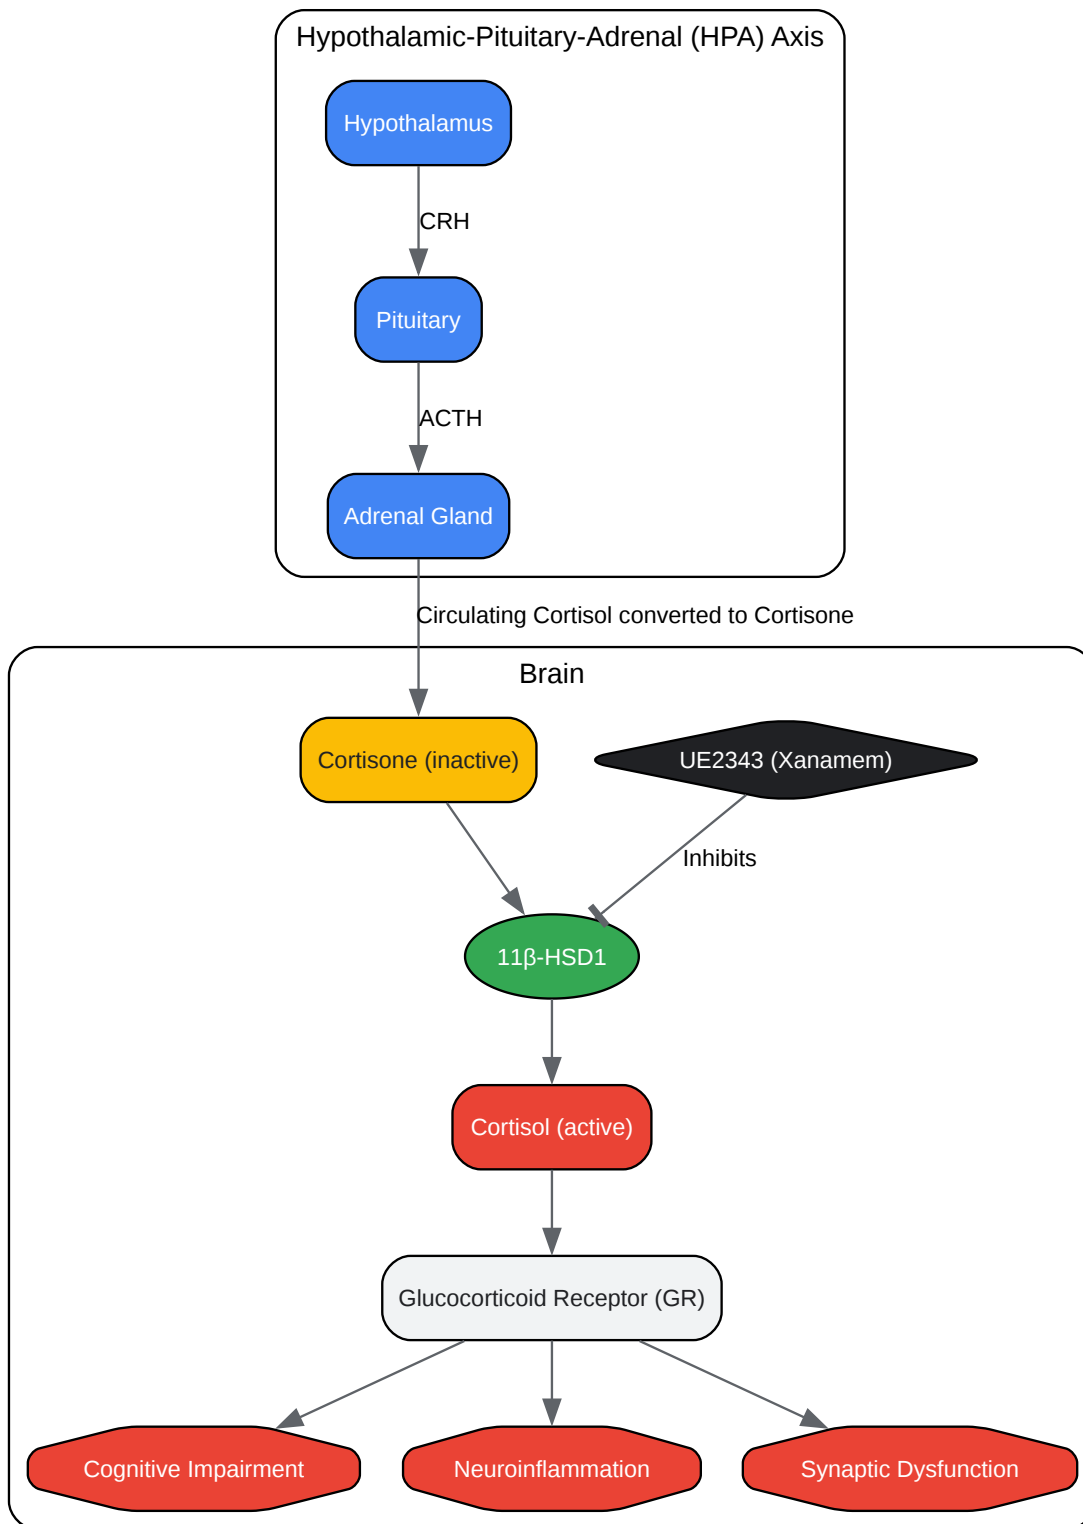 Hypothalamic-Pituitary-Adrenal (HPA) Axis
Hypothalamus
CRH
Pituitary
ACTH
Adrenal Gland
Circulating Cortisol converted to Cortisone
Brain
Cortisone (inactive)
UE2343 (Xanamem)
Inhibits
11β-HSD1
Cortisol (active)
Glucocorticoid Receptor (GR)
Cognitive Impairment
Neuroinflammation
Synaptic Dysfunction